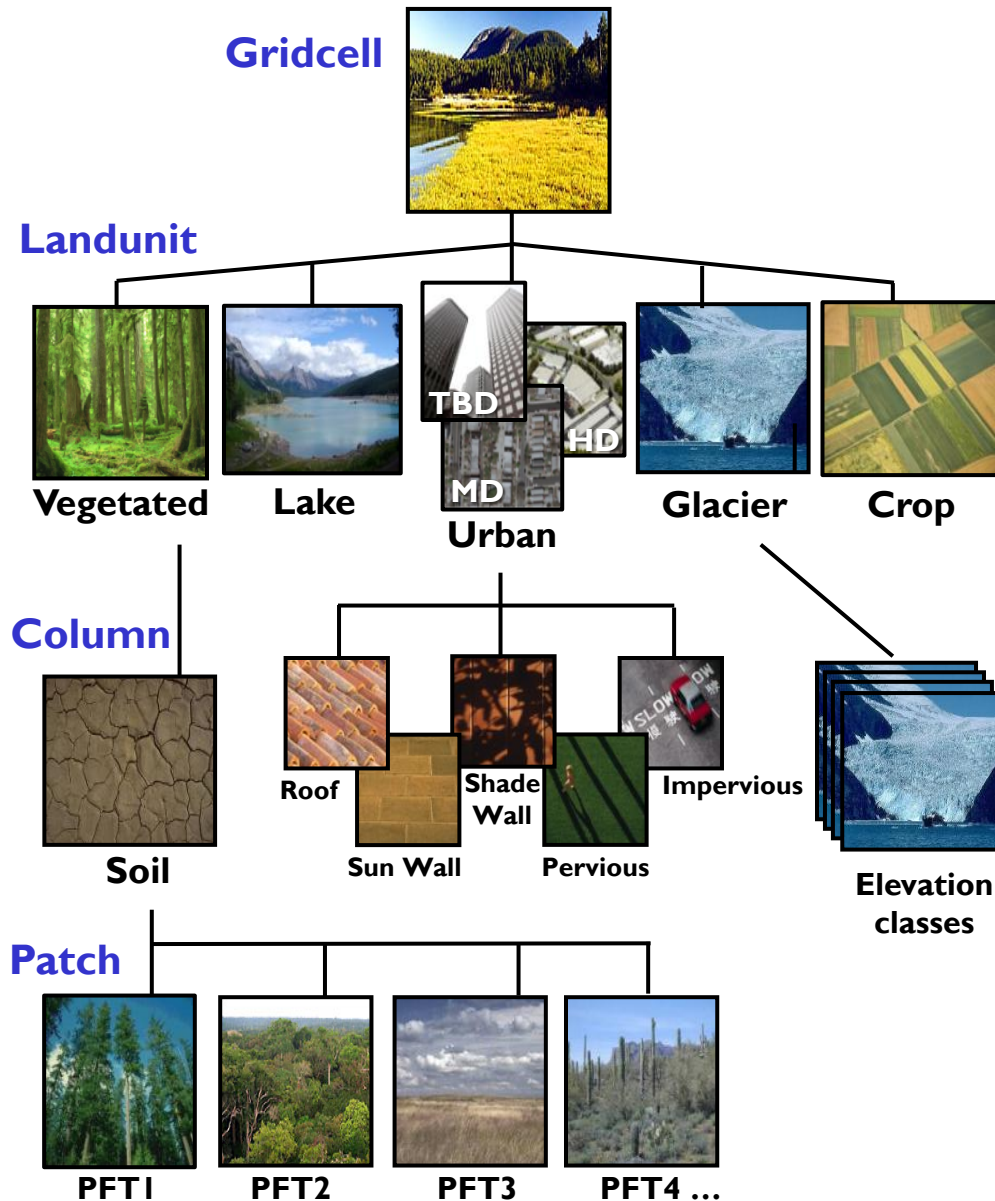 Gridcell
Landunit
TBD
HD
MD
Vegetated
Lake
Urban
Glacier
Crop
Column
SLOW
Roof
Sun Wall
Shade
Wall
Pervious
Impervious
Soil
Elevation
classes
Patch
PFT1
PFT2
PFT3
PFT4 ...